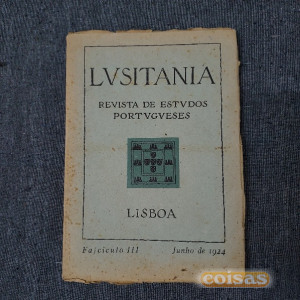 LVSITANIA
REVISTA DE ESTVDOS
PORTVGVESES
LISBOA
Fascículo III Junho de 1924
coisas